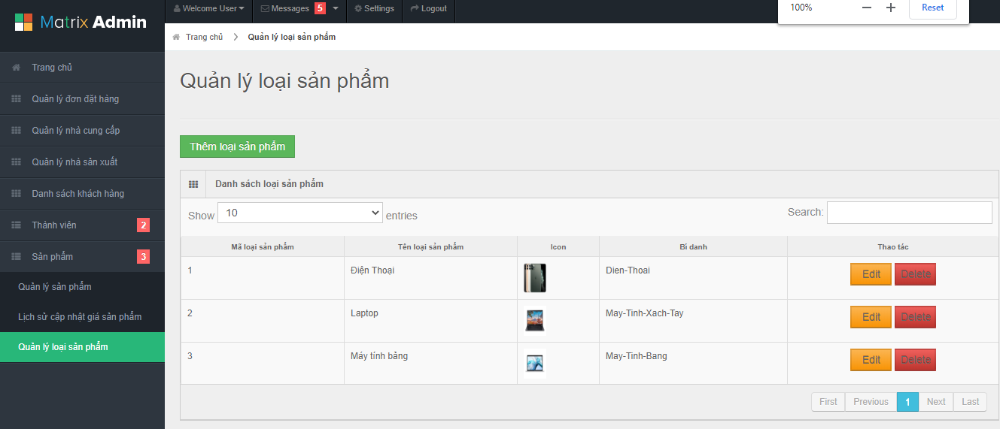 Matrix Admin
Welcome User
Messages 5
Settings
Logout
100%
Reset
Trang chủ
Quản lý loại sản phẩm
Trang chủ
Quản lý đơn đặt hàng
Quản lý nhà cung cấp
Quản lý nhà sản xuất
Danh sách khách hàng
Thành viên 2
Sản phẩm 3
Quản lý sản phẩm
Lịch sử cập nhật giá sản phẩm
Quản lý loại sản phẩm
Quản lý loại sản phẩm
Thêm loại sản phẩm
Danh sách loại sản phẩm
Show 10 entries
Search:
Mã loại sản phẩm Tên loại sản phẩm Icon Bí danh Thao tác
1 Điện Thoại Dien-Thoai Edit Delete
2 Laptop May-Tinh-Xach-Tay Edit Delete
3 Máy tính bảng May-Tinh-Bang Edit Delete
First Previous 1 Next Last